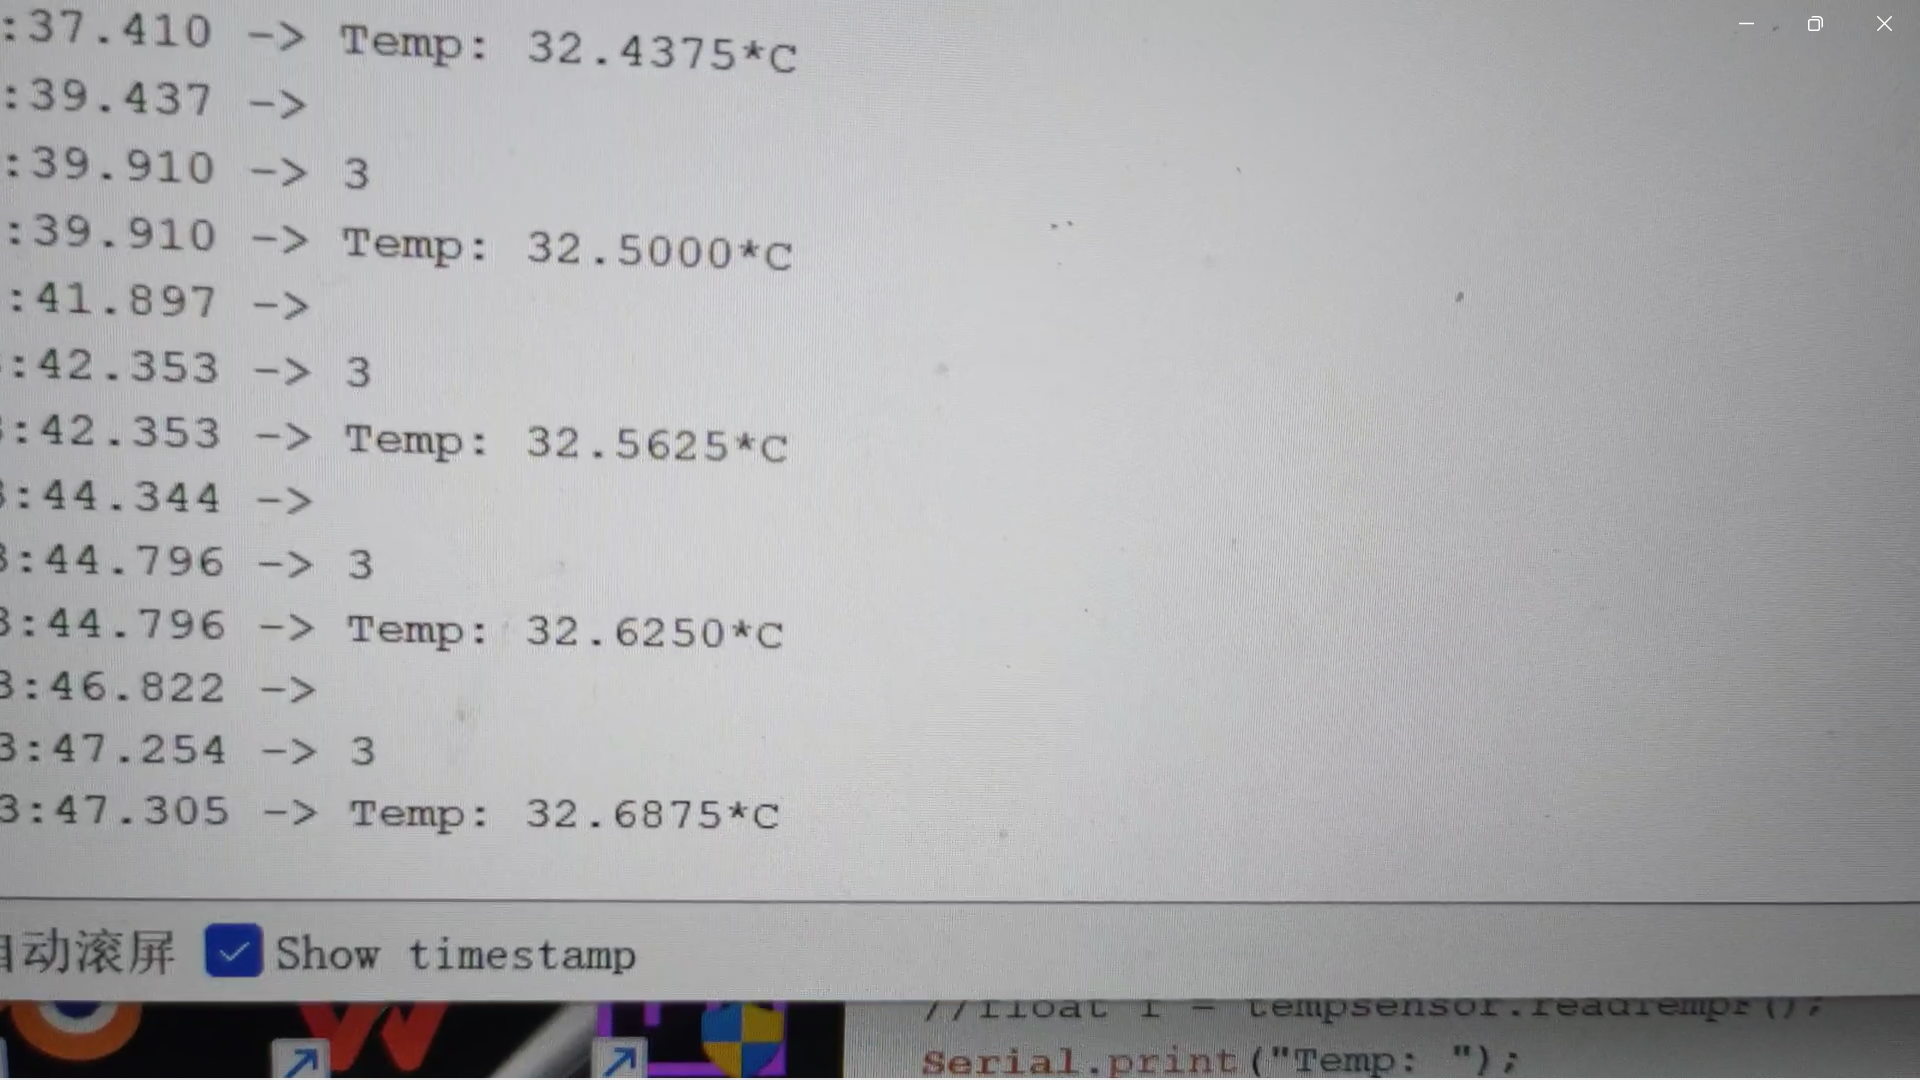 :37.410 -> Temp: 32.4375*C
:39.437 ->
:39.910 -> 3
:39.910 -> Temp: 32.5000*C
:41.897 ->
:42.353 -> 3
:42.353 -> Temp: 32.5625*C
3:44.344 ->
3:44.796 -> 3
3:44.796 -> Temp: 32.6250*C
3:46.822 ->
3:47.254 -> 3
3:47.305 -> Temp: 32.6875*C
自动滚屏 Show timestamp
//float f = tempsensor.readTempF();
Serial.print("Temp: ");